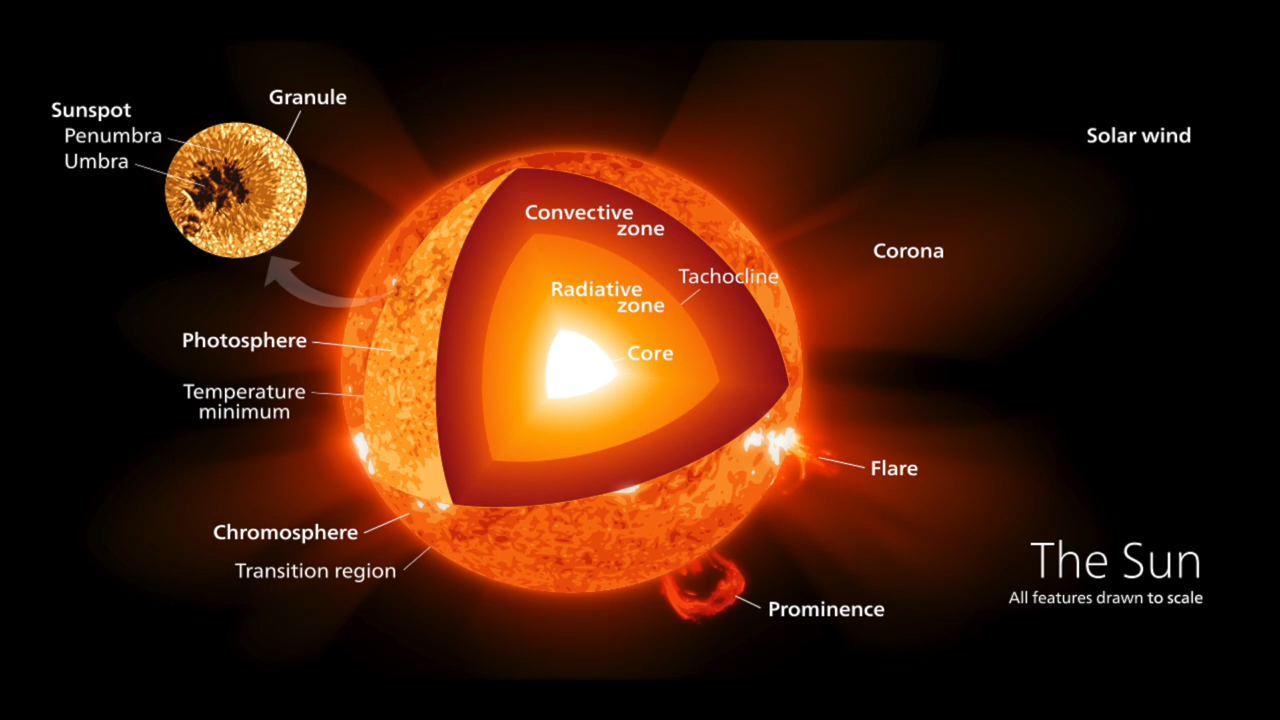 Granule
Sunspot
Penumbra
Umbra
Solar wind
Convective
zone
Corona
Tachocline
Radiative
zone
Photosphere
Core
Temperature
minimum
Flare
Chromosphere
Transition region
The Sun
All features drawn to scale
Prominence